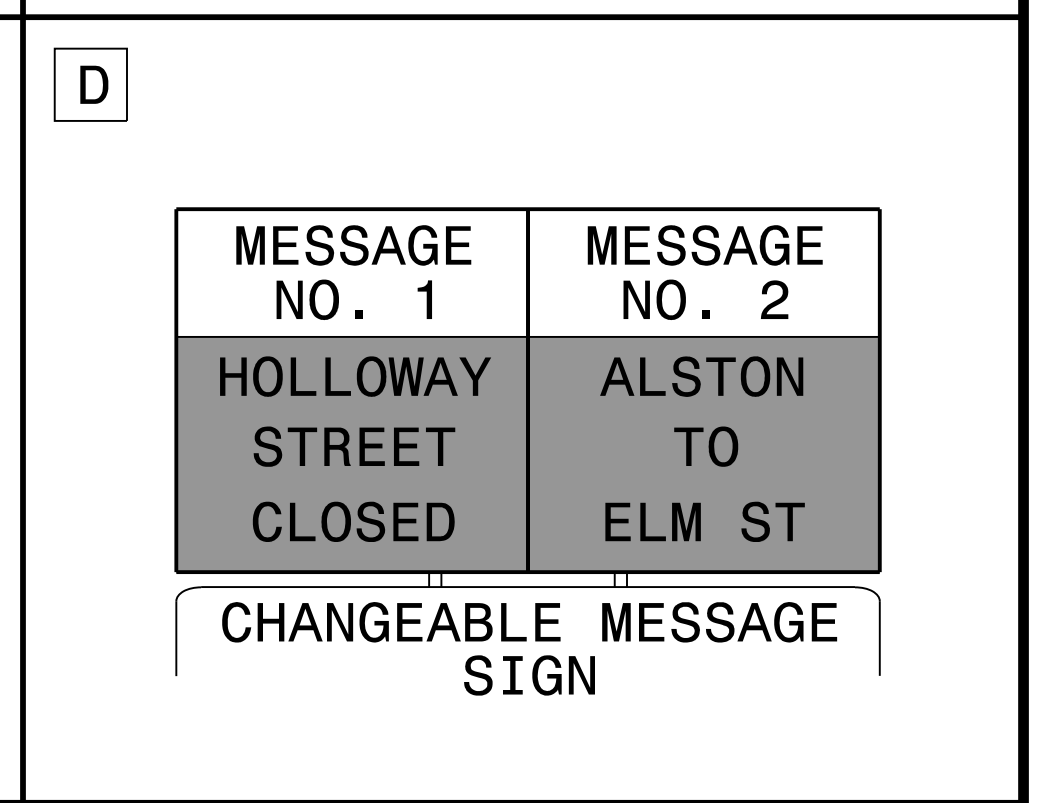 D
MESSAGE
NO. 1
HOLLOWAY
STREET
CLOSED
MESSAGE
NO. 2
ALSTON
TO
ELM ST
CHANGEABLE MESSAGE
SIGN